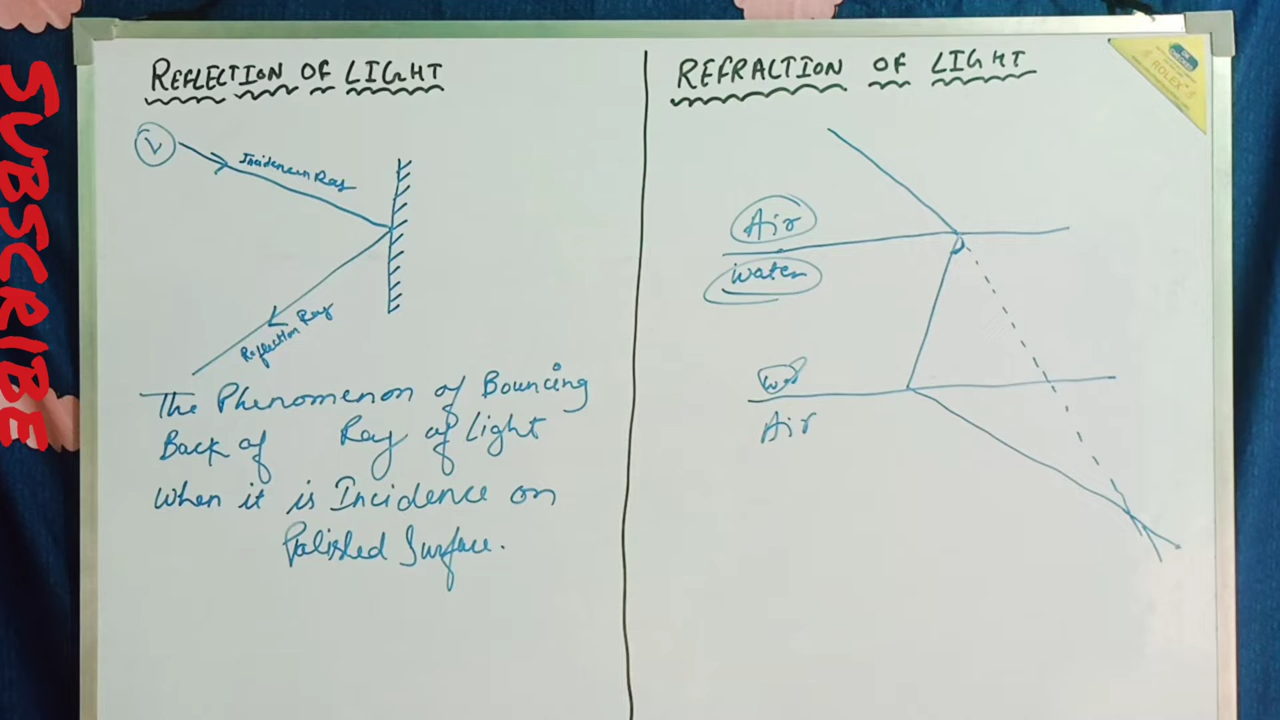 SUBSCRIBE
REFLECTION OF LIGHT
L
Incidence Ray
Reflection Ray
The Phenomenon of Bouncing
Back of Ray of Light
when it is Incidence on
Polished Surface.
REFRACTION OF LIGHT
ROLEX
Air
water
Air